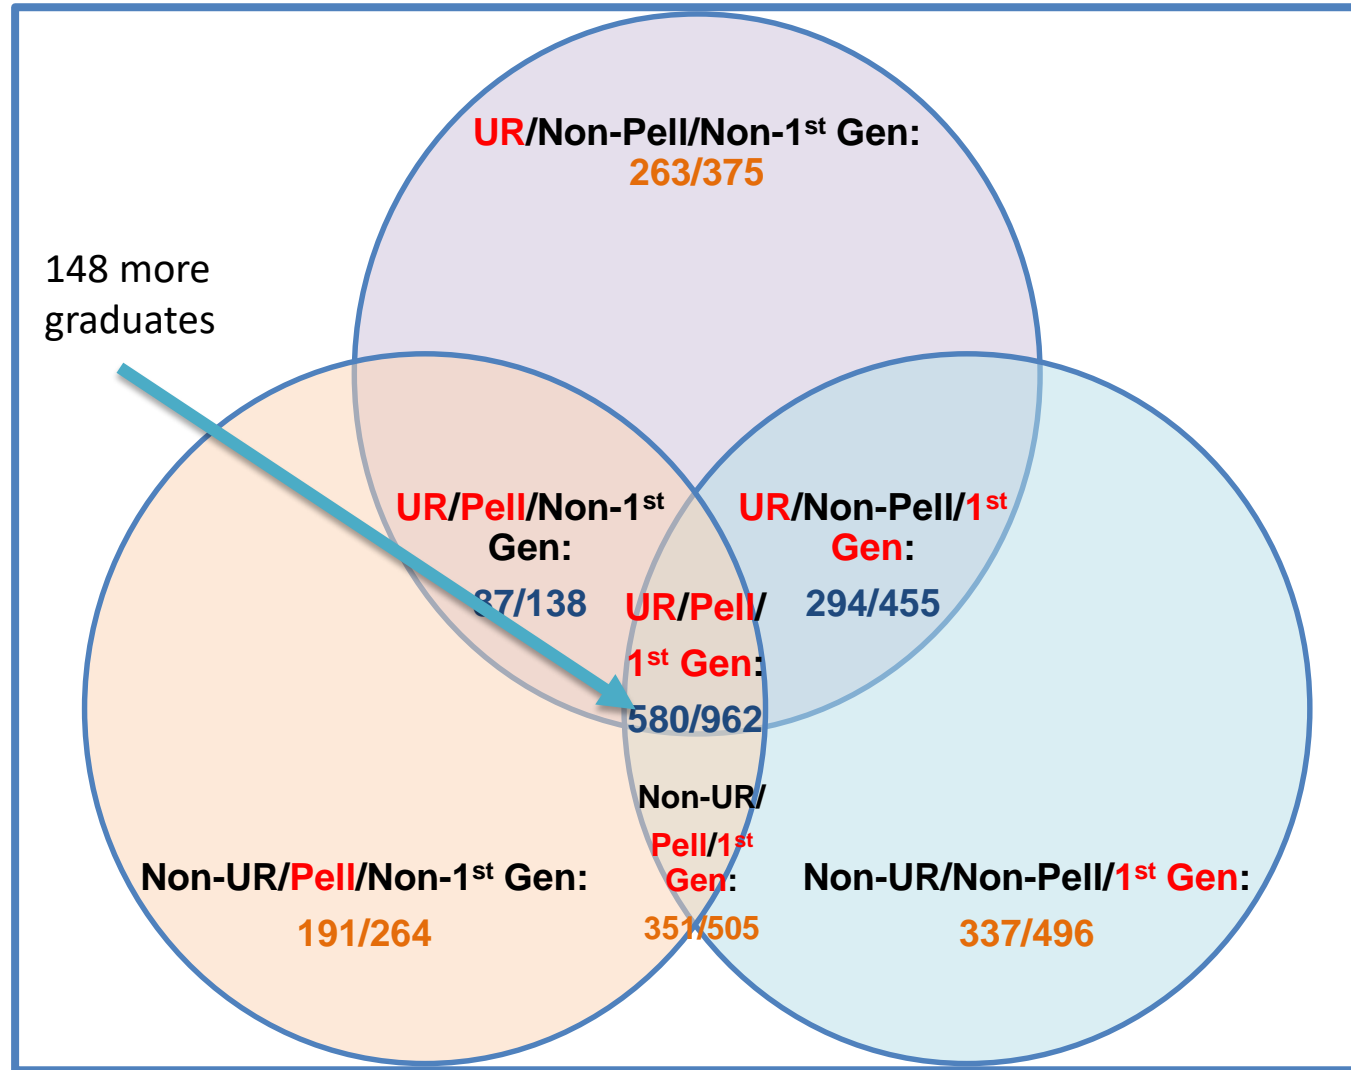 UR/Non-Pell/Non-1st Gen:
263/375
148 more
graduates
UR/Pell/Non-1st
Gen:
87/138
UR/Non-Pell/1st
Gen:
294/455
UR/Pell/
1st Gen:
580/962
Non-UR/
Pell/1st
Gen:
351/505
Non-UR/Pell/Non-1st Gen:
191/264
Non-UR/Non-Pell/1st Gen:
337/496